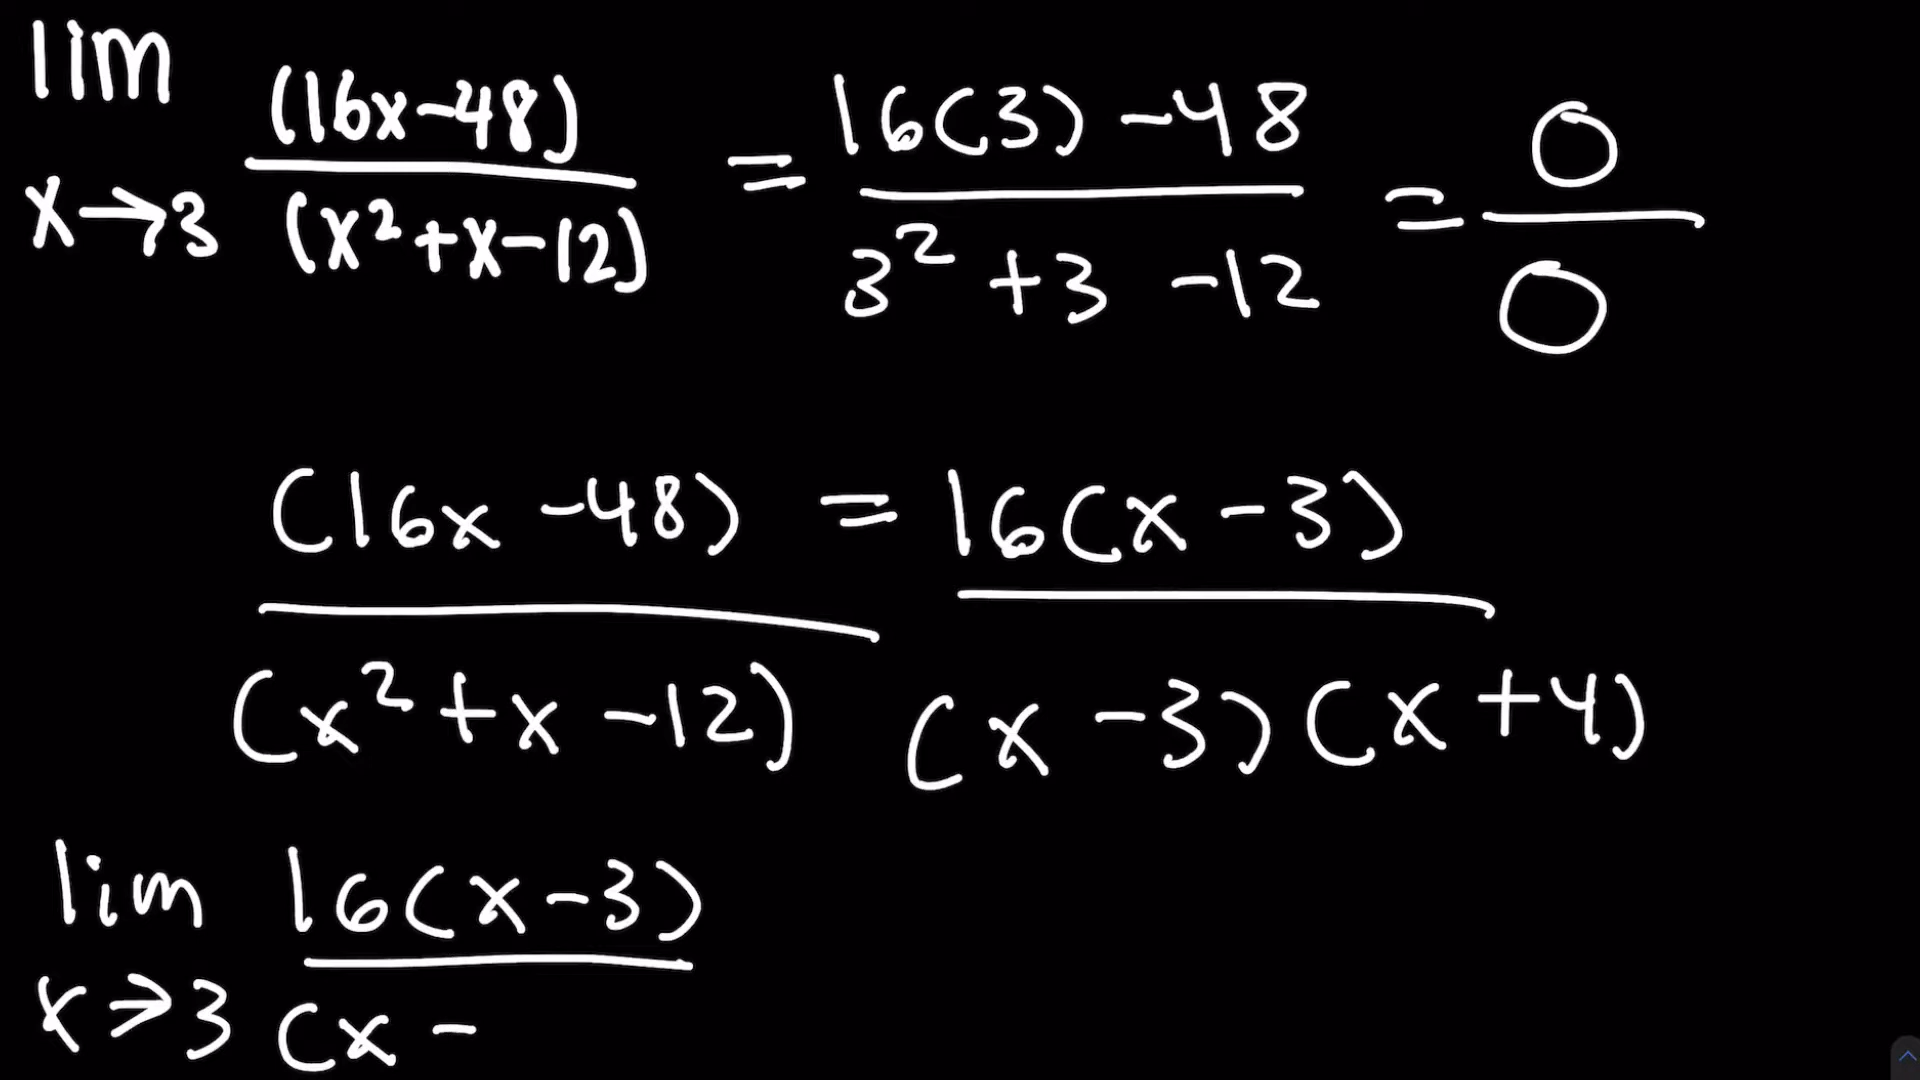 lim (16x-48) = 16(3) -48 = 0
x→3 (x²+x-12) 3² +3 -12 0
(16x -48) = 16(x-3)
(x²+x-12) (x-3)(x+4)
lim 16(x-3)
x→3 (x -